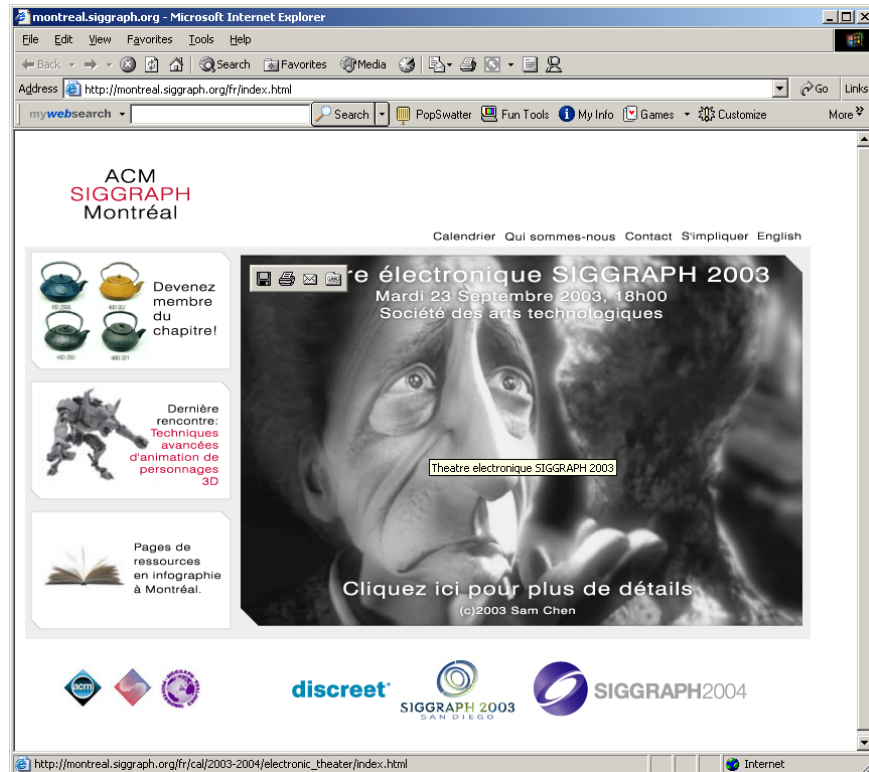 montreal.siggraph.org - Microsoft Internet Explorer
File Edit View Favorites Tools Help
Back Search Favorites Media
Address http://montreal.siggraph.org/fr/index.html Go Links
mywebsearch Search PopSwatter Fun Tools My Info Games Customize More
ACM
SIGGRAPH
Montréal
Calendrier Qui sommes-nous Contact S'impliquer English
Devenez
membre
du
chapitre!
re électronique SIGGRAPH 2003
Mardi 23 Septembre 2003, 18h00
Société des arts technologiques
Dernière
rencontre:
Techniques
avancées
d'animation de
personnages
3D
Theatre electronique SIGGRAPH 2003
Pages de
ressources
en infographie
à Montréal.
Cliquez ici pour plus de détails
(c)2003 Sam Chen
acm
discreet
SIGGRAPH 2003
SAN DIEGO
SIGGRAPH2004
http://montreal.siggraph.org/fr/cal/2003-2004/electronic_theater/index.html Internet